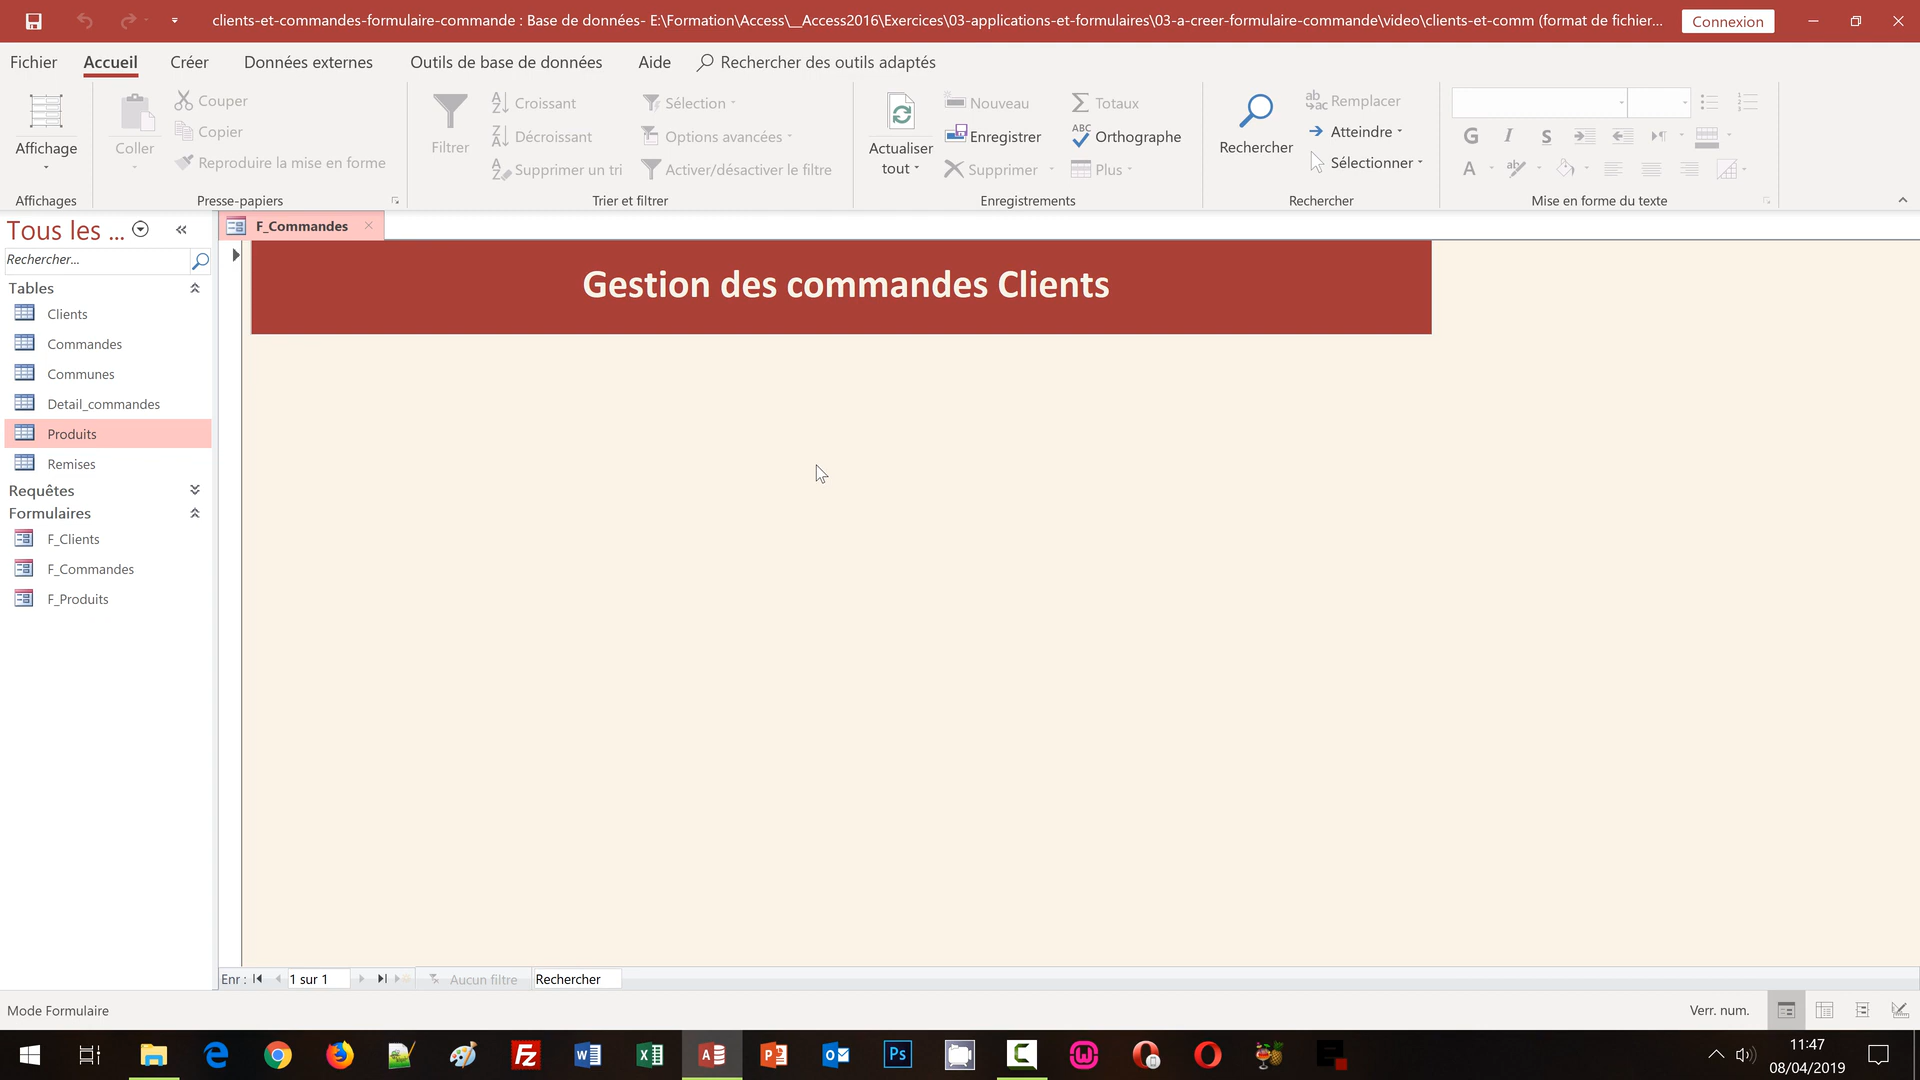 clients-et-commandes-formulaire-commande : Base de données- E:\Formation\Access\__Access2016\Exercices\03-applications-et-formulaires\03-a-creer-formulaire-commande\video\clients-et-comm (format de fichier...
Connexion
Fichier
Accueil
Créer
Données externes
Outils de base de données
Aide
Rechercher des outils adaptés
Affichage
Affichages
Coller
Couper
Copier
Reproduire la mise en forme
Presse-papiers
Filtrer
Croissant
Décroissant
Supprimer un tri
Sélection
Options avancées
Activer/désactiver le filtre
Trier et filtrer
Actualiser
tout
Nouveau
Enregistrer
Supprimer
Totaux
Orthographe
Plus
Enregistrements
Rechercher
Remplacer
Atteindre
Sélectionner
Rechercher
G I S
A
Mise en forme du texte
Tous les ...
Rechercher...
Tables
Clients
Commandes
Communes
Detail_commandes
Produits
Remises
Requêtes
Formulaires
F_Clients
F_Commandes
F_Produits
F_Commandes
Gestion des commandes Clients
Enr :
1 sur 1
Aucun filtre
Rechercher
Mode Formulaire
Verr. num.
11:47
08/04/2019